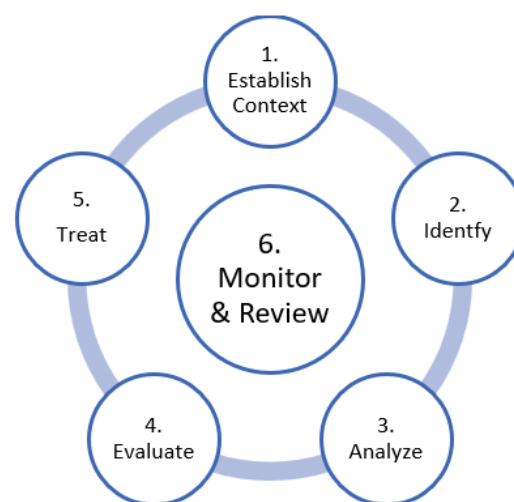 1.
Establish
Context
2.
Identfy
3.
Analyze
4.
Evaluate
5.
Treat
6.
Monitor
& Review